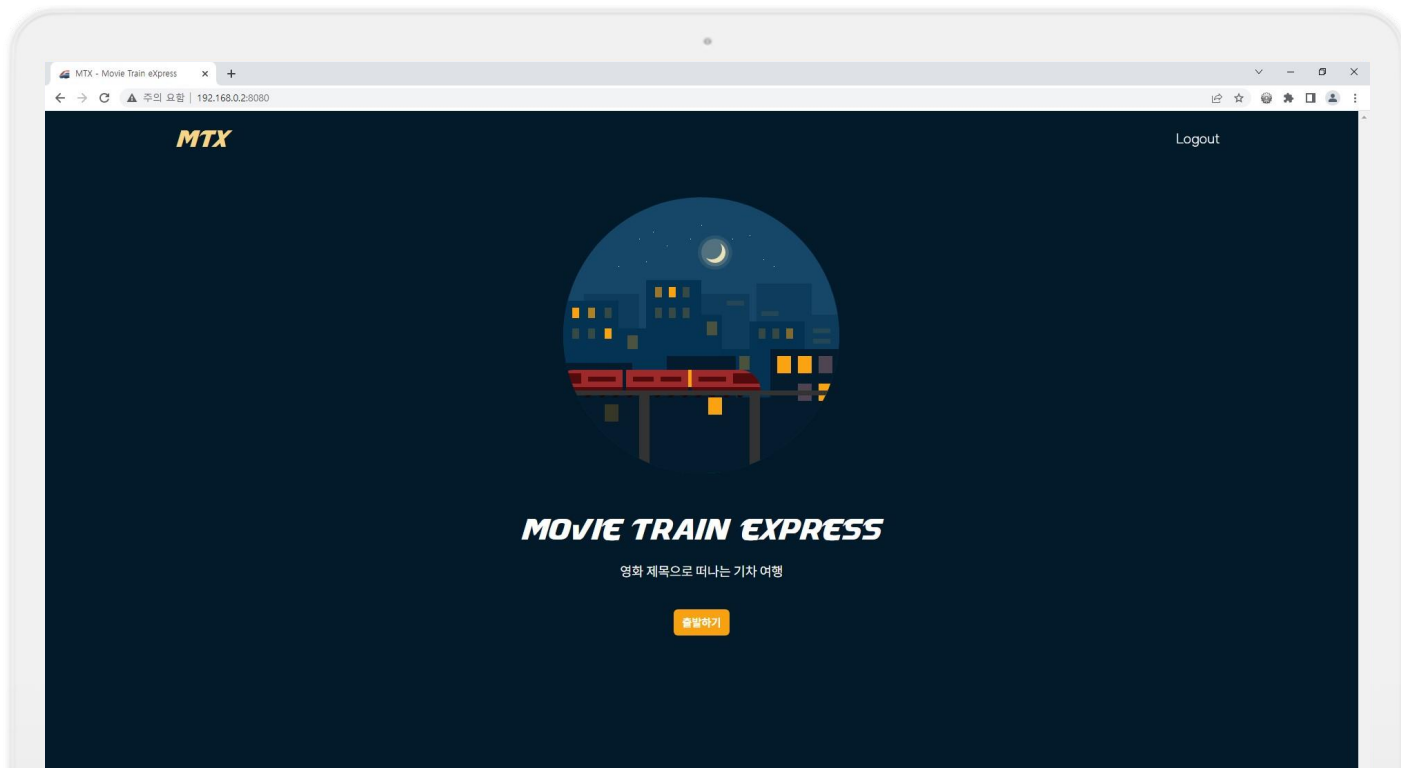 MTX - Movie Train eXpress
주의 요함 | 192.168.0.2:8080
MTX
Logout
MOVIE TRAIN EXPRESS
영화 제목으로 떠나는 기차 여행
출발하기